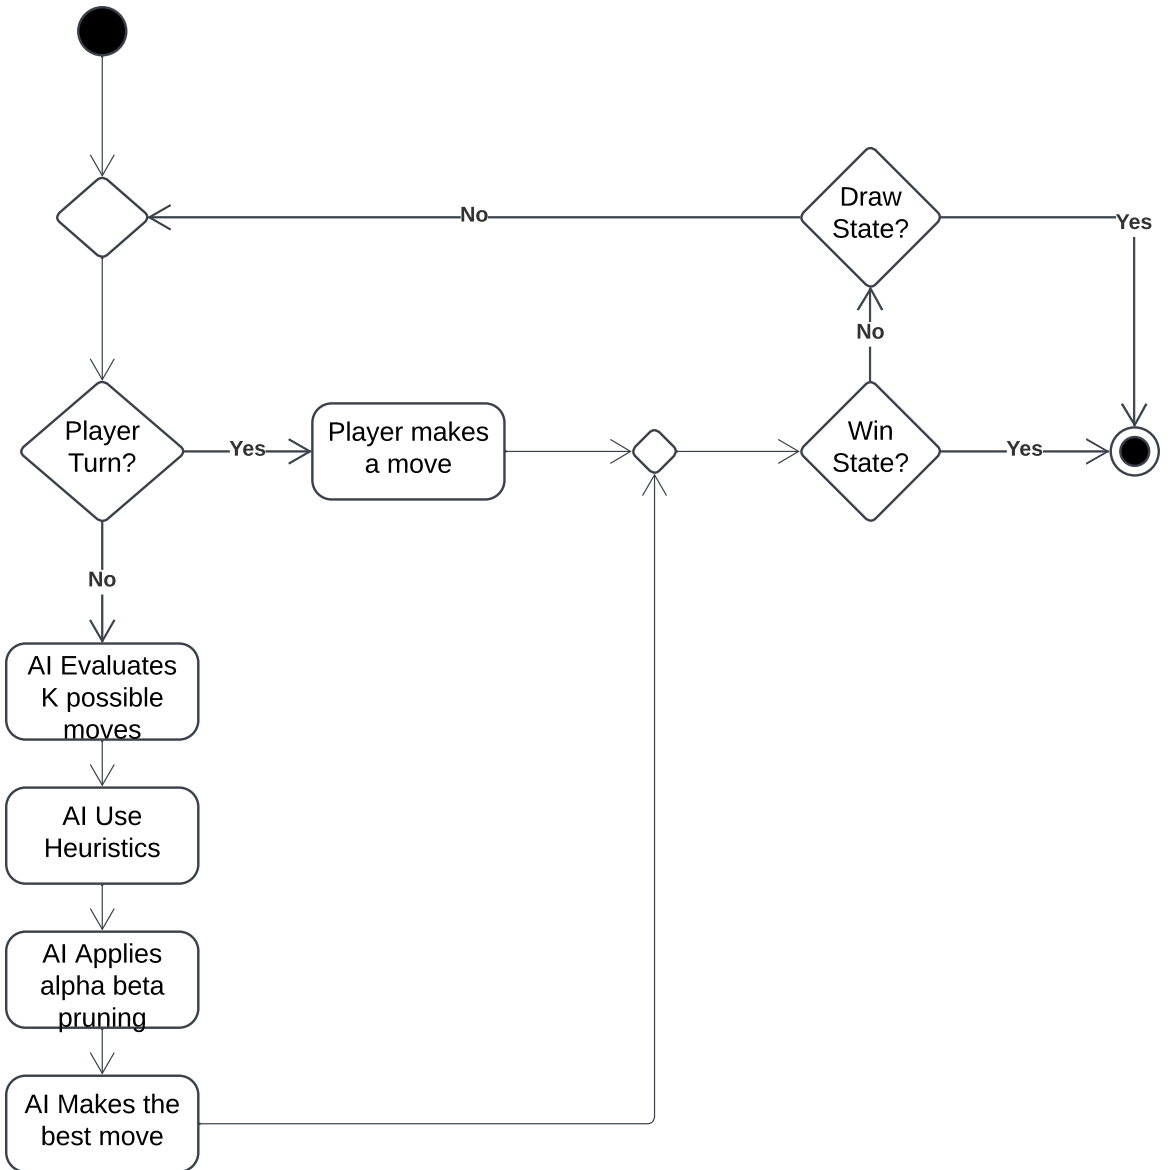 Draw
State?
No
Yes
No
Player
Turn?
Yes
Player makes
a move
Win
State?
Yes
No
AI Evaluates
K possible
moves
AI Use
Heuristics
AI Applies
alpha beta
pruning
AI Makes the
best move